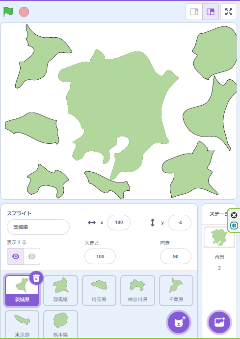 スプライト
ステージ
茨城県
x 180
y -4
表示する
大きさ
向き
100
90
背景
2
茨城県
群馬県
埼玉県
神奈川県
千葉県
東京都
栃木県